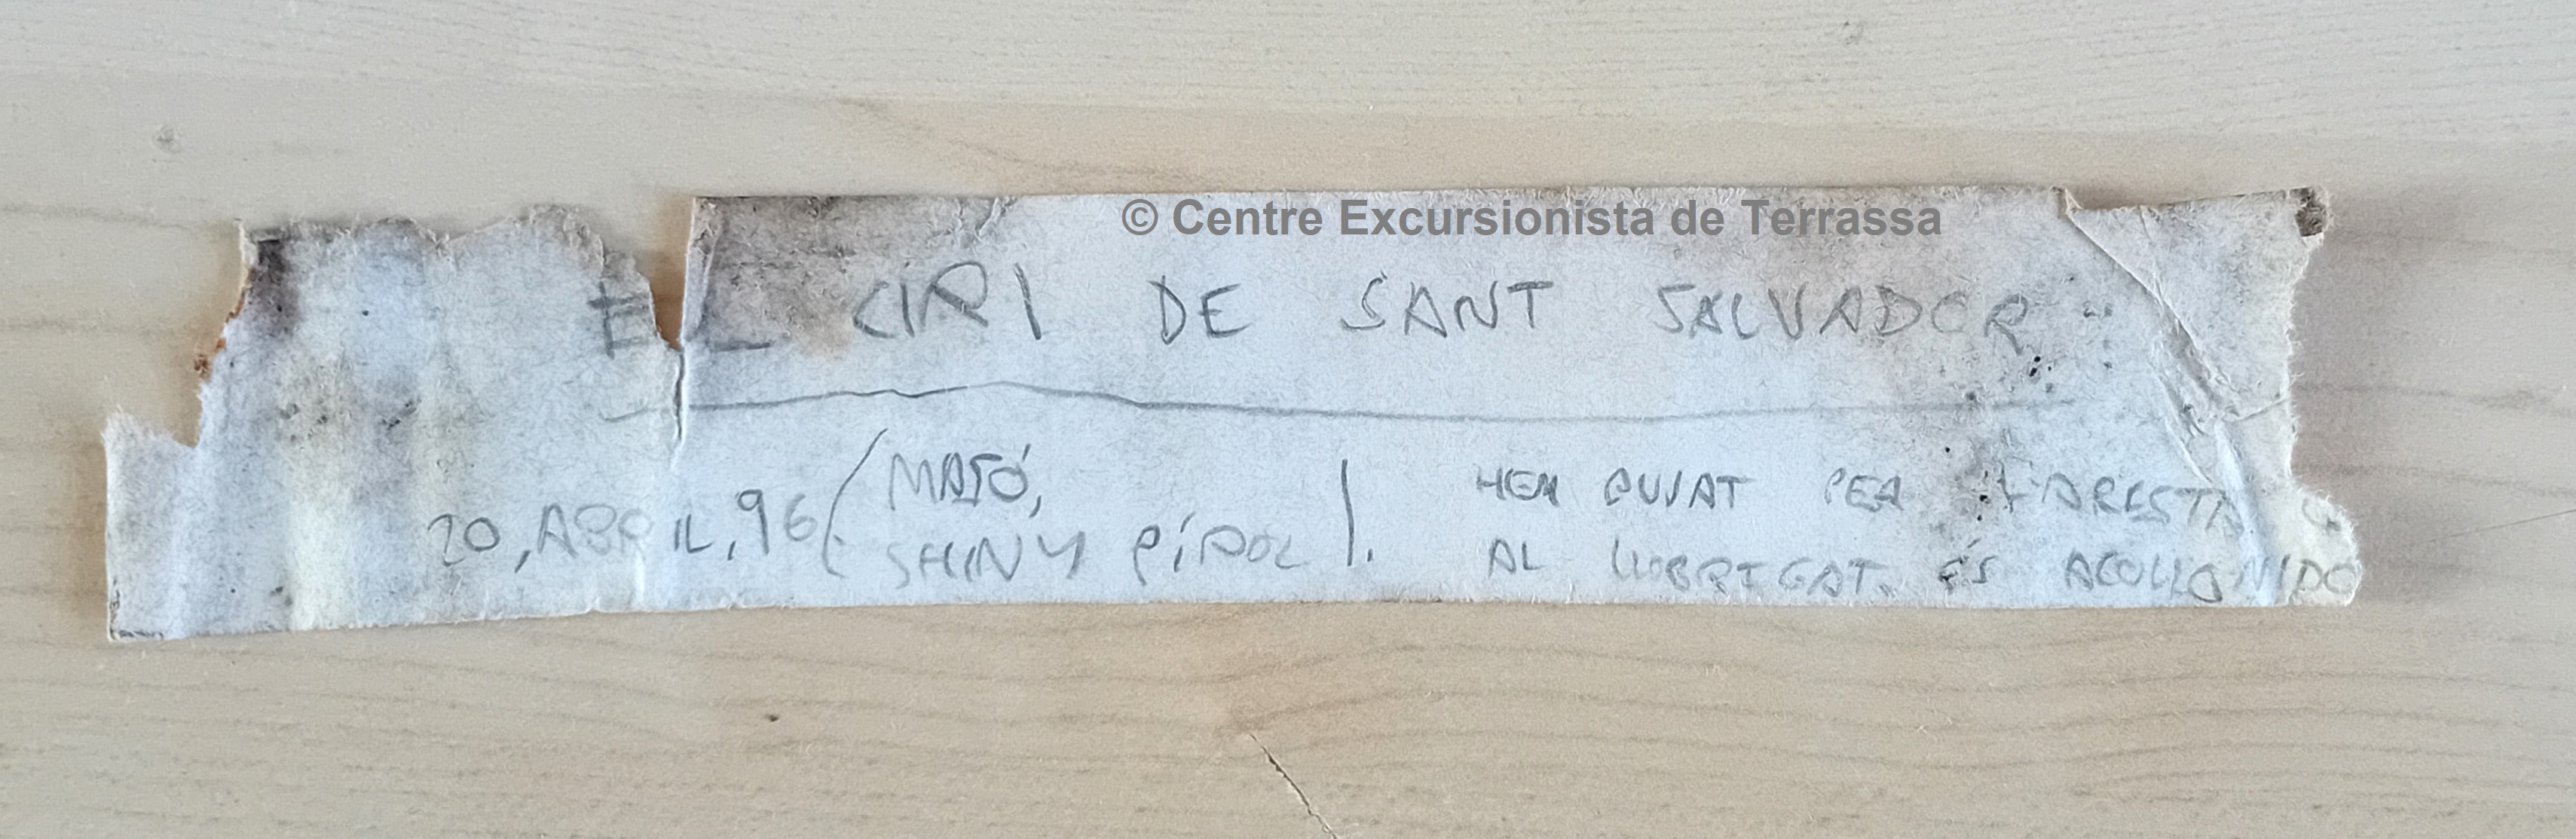 © Centre Excursionista de Terrassa
EL CIRI DE SANT SALVADOR
20, ABRIL, 96 ( MATÓ,
SHINY PÍROL ). HEM PUJAT PER L'ARESTA
AL LLOBREGAT. ÉS ACOLLONIDO